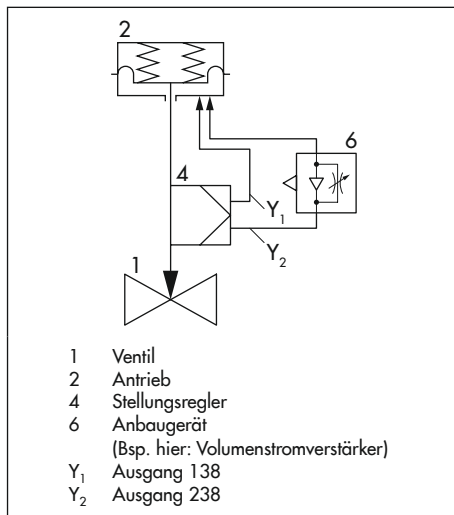 2
6
4
Y1
Y2
1
1 Ventil
2 Antrieb
4 Stellungsregler
6 Anbaugerät
(Bsp. hier: Volumenstromverstärker)
Y1 Ausgang 138
Y2 Ausgang 238